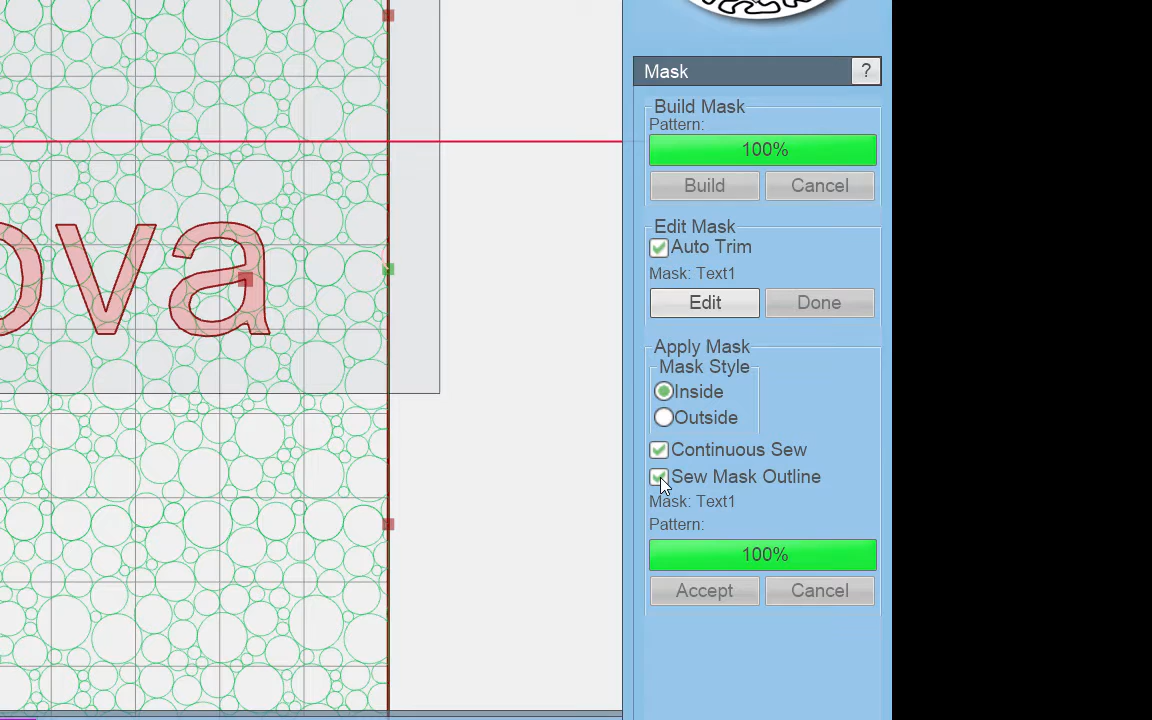 Mask ?
Build Mask
Pattern:
100%
Build Cancel
Edit Mask
Auto Trim
Mask: Text1
Edit Done
Apply Mask
Mask Style
Inside
Outside
Continuous Sew
Sew Mask Outline
Mask: Text1
Pattern:
100%
Accept Cancel
ova